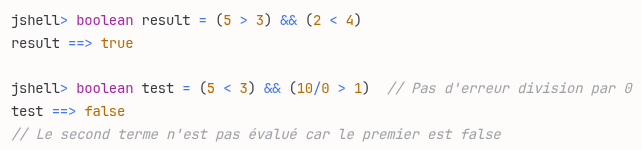 jshell> boolean result = (5 > 3) && (2 < 4)
result ==> true
jshell> boolean test = (5 < 3) && (10/0 > 1)  // Pas d'erreur division par 0
test ==> false
// Le second terme n'est pas évalué car le premier est false